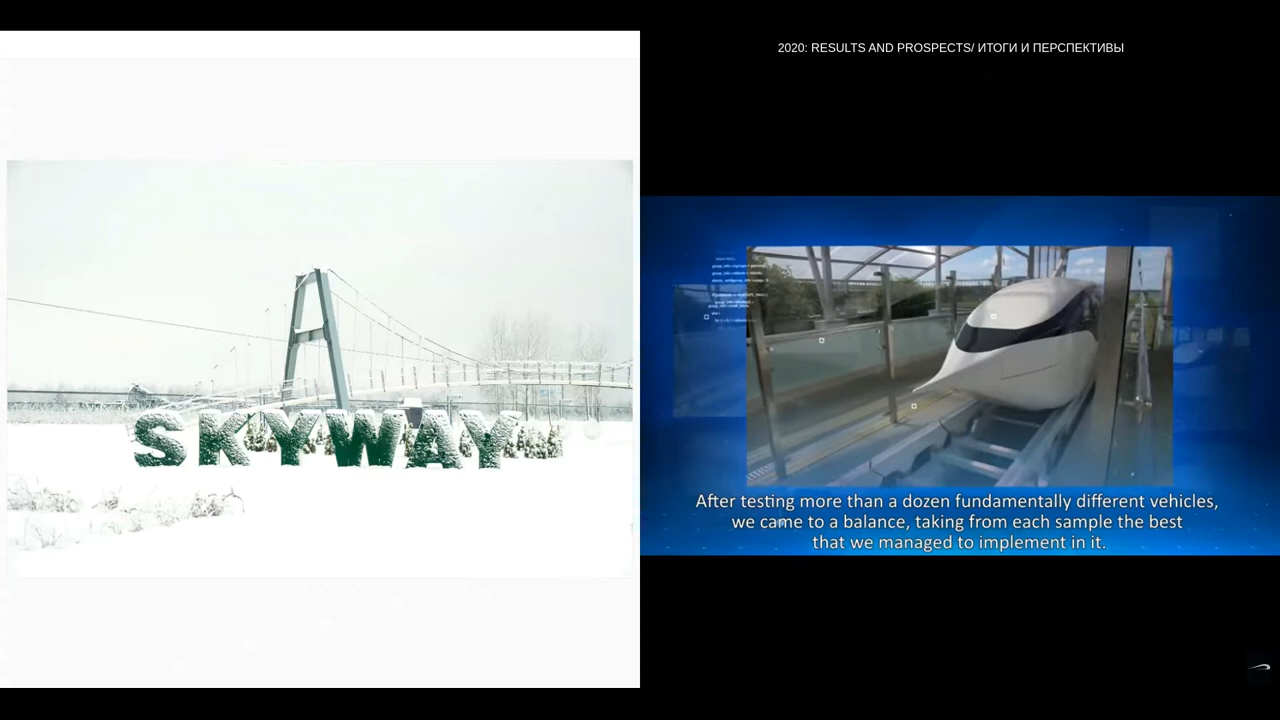 SKYWAY
2020: RESULTS AND PROSPECTS/ ИТОГИ И ПЕРСПЕКТИВЫ
After testing more than a dozen fundamentally different vehicles,
we came to a balance, taking from each sample the best
that we managed to implement in it.